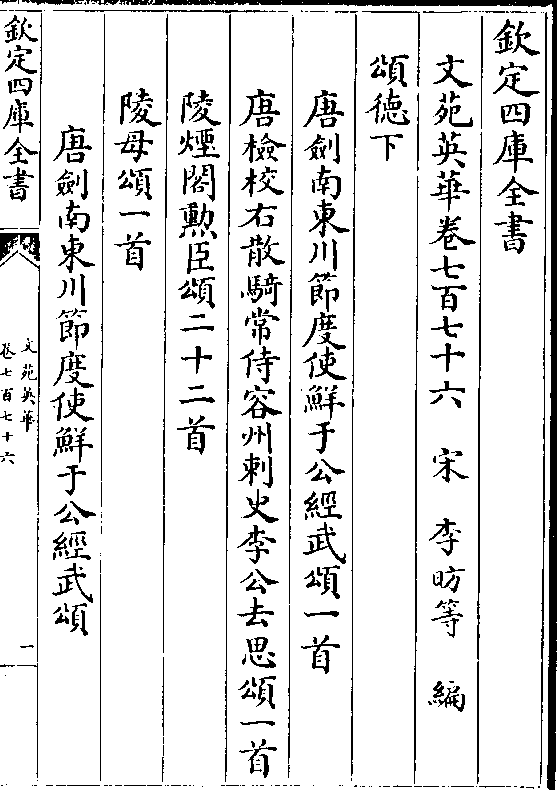 欽定四庫全書
文苑英華卷七百七十六　宋　李昉等　編
頌德下
唐劍南東川節度使鮮于公經武頌一首
唐檢校右散騎常侍容州刺史李公去思頌一首
陵煙閣勲臣頌二十二首
陵母頌一首
唐劍南東川節度使鮮于公經武頌
欽定四庫全書
文苑英華
卷七百七十六
一